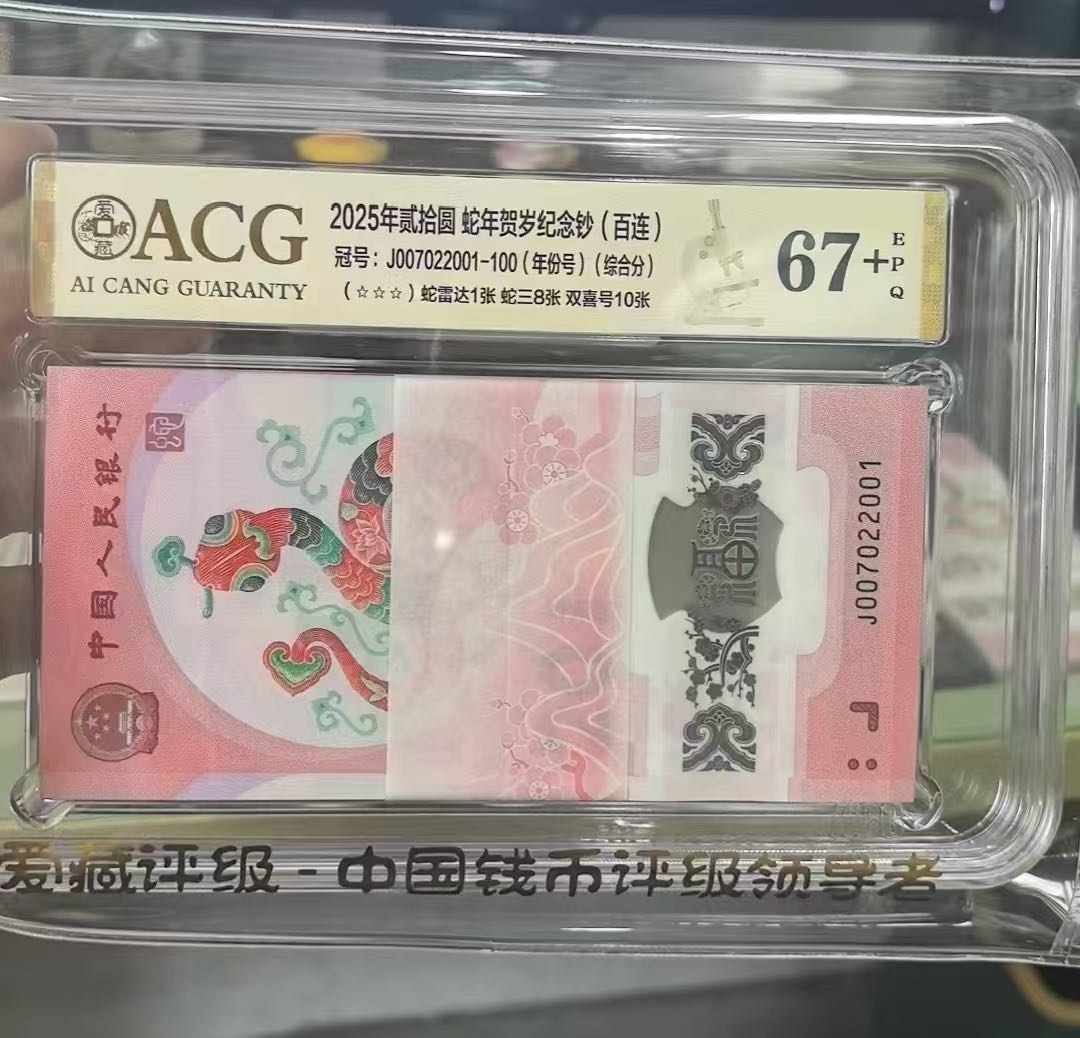 爱藏
ACG
AI CANG GUARANTY
2025年贰拾圆 蛇年贺岁纪念钞（百连）
冠号：J007022001-100（年份号）（综合分）
（☆☆☆）蛇雷达1张 蛇三8张 双喜号10张
67+
EPQ
中国人民银行
蛇
福
J007022001
爱藏评级-中国钱币评级领导者